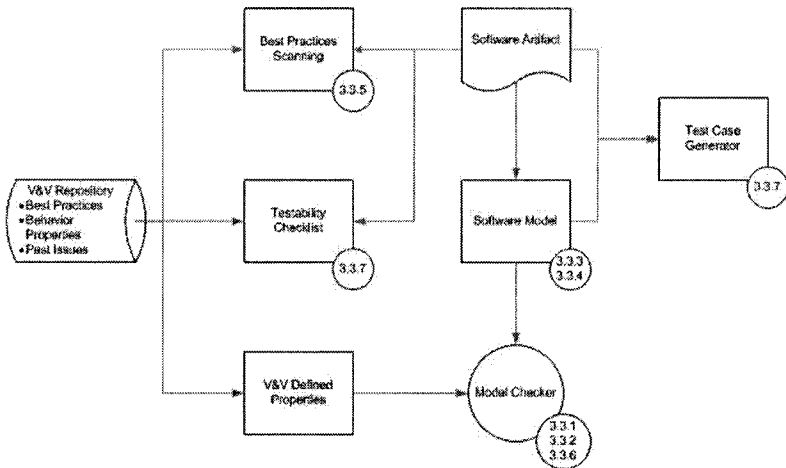 Best Practices
Scanning
3.3.5
Software Artifact
Test Case
Generator
3.3.7
V&V Repository
•Best Practices
•Behavior
Properties
•Past Issues
Testability
Checklist
3.3.7
Software Model
3.3.3
3.3.4
V&V Defined
Properties
Model Checker
3.3.1
3.3.2
3.3.6